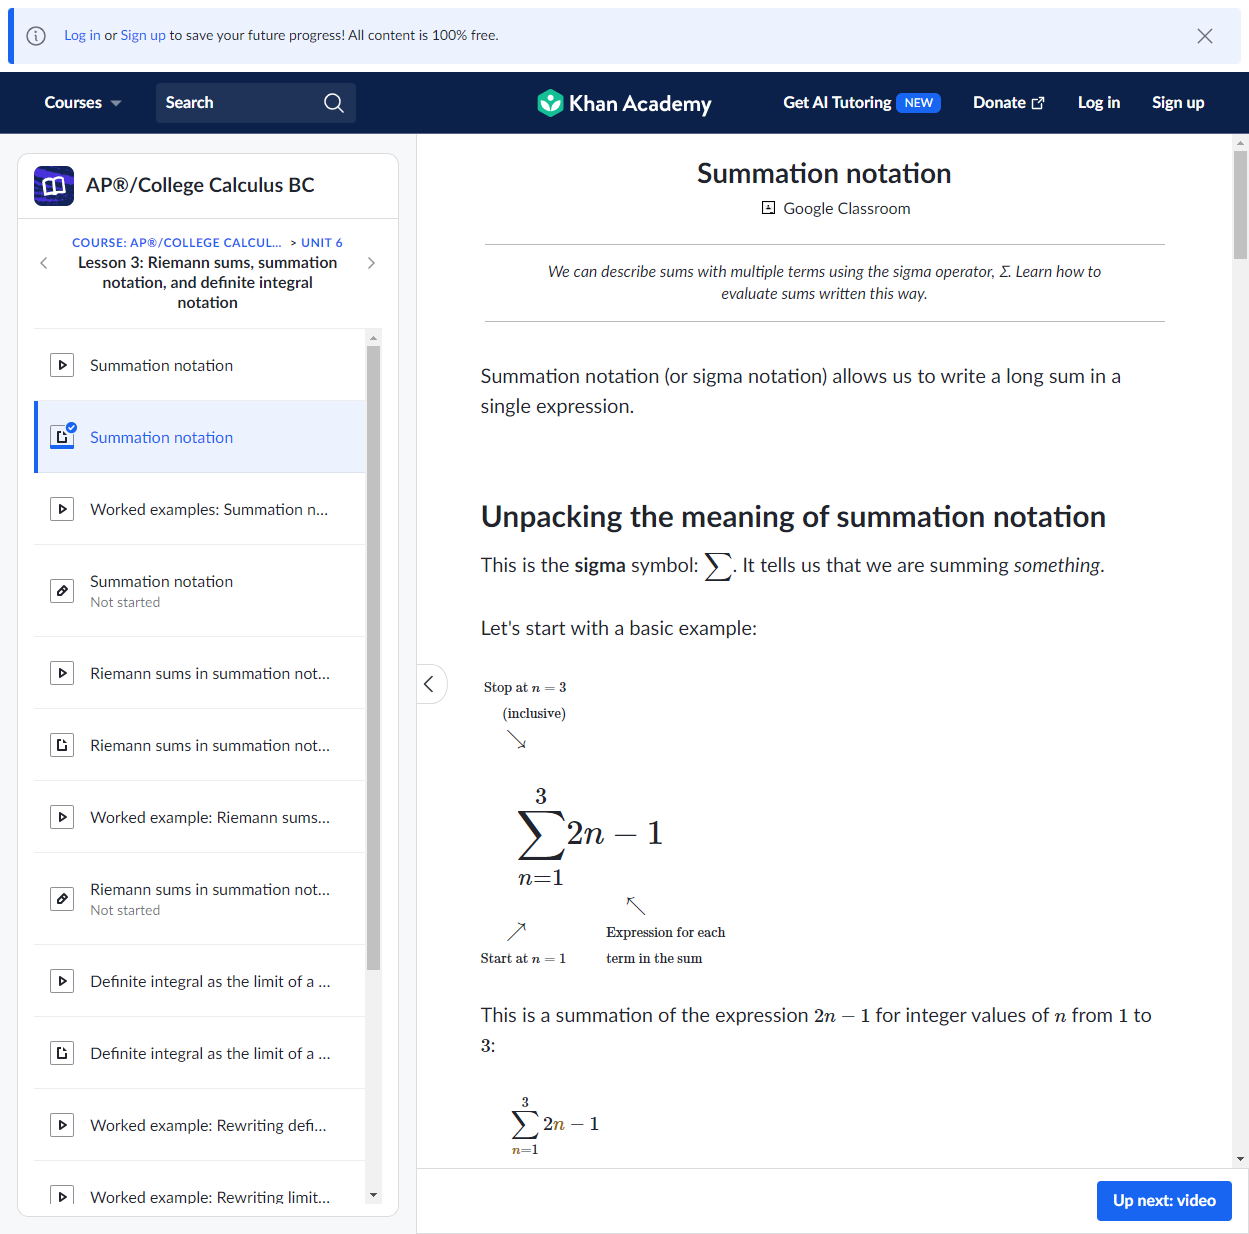 Log in or Sign up to save your future progress! All content is 100% free.
Courses
Search
Khan Academy
Get AI Tutoring NEW
Donate
Log in
Sign up
AP®/College Calculus BC
COURSE: AP®/COLLEGE CALCUL... > UNIT 6
Lesson 3: Riemann sums, summation
notation, and definite integral
notation
Summation notation
Summation notation
Worked examples: Summation n...
Summation notation
Not started
Riemann sums in summation not...
Riemann sums in summation not...
Worked example: Riemann sums...
Riemann sums in summation not...
Not started
Definite integral as the limit of a ...
Definite integral as the limit of a ...
Worked example: Rewriting defi...
Worked example: Rewriting limit...
Summation notation
Google Classroom
We can describe sums with multiple terms using the sigma operator, Σ. Learn how to
evaluate sums written this way.
Summation notation (or sigma notation) allows us to write a long sum in a
single expression.
Unpacking the meaning of summation notation
This is the sigma symbol: ∑. It tells us that we are summing something.
Let's start with a basic example:
Stop at n = 3
(inclusive)
3
∑ 2n − 1
n=1
Expression for each
term in the sum
Start at n = 1
This is a summation of the expression 2n − 1 for integer values of n from 1 to
3:
3
∑ 2n − 1
n=1
Up next: video